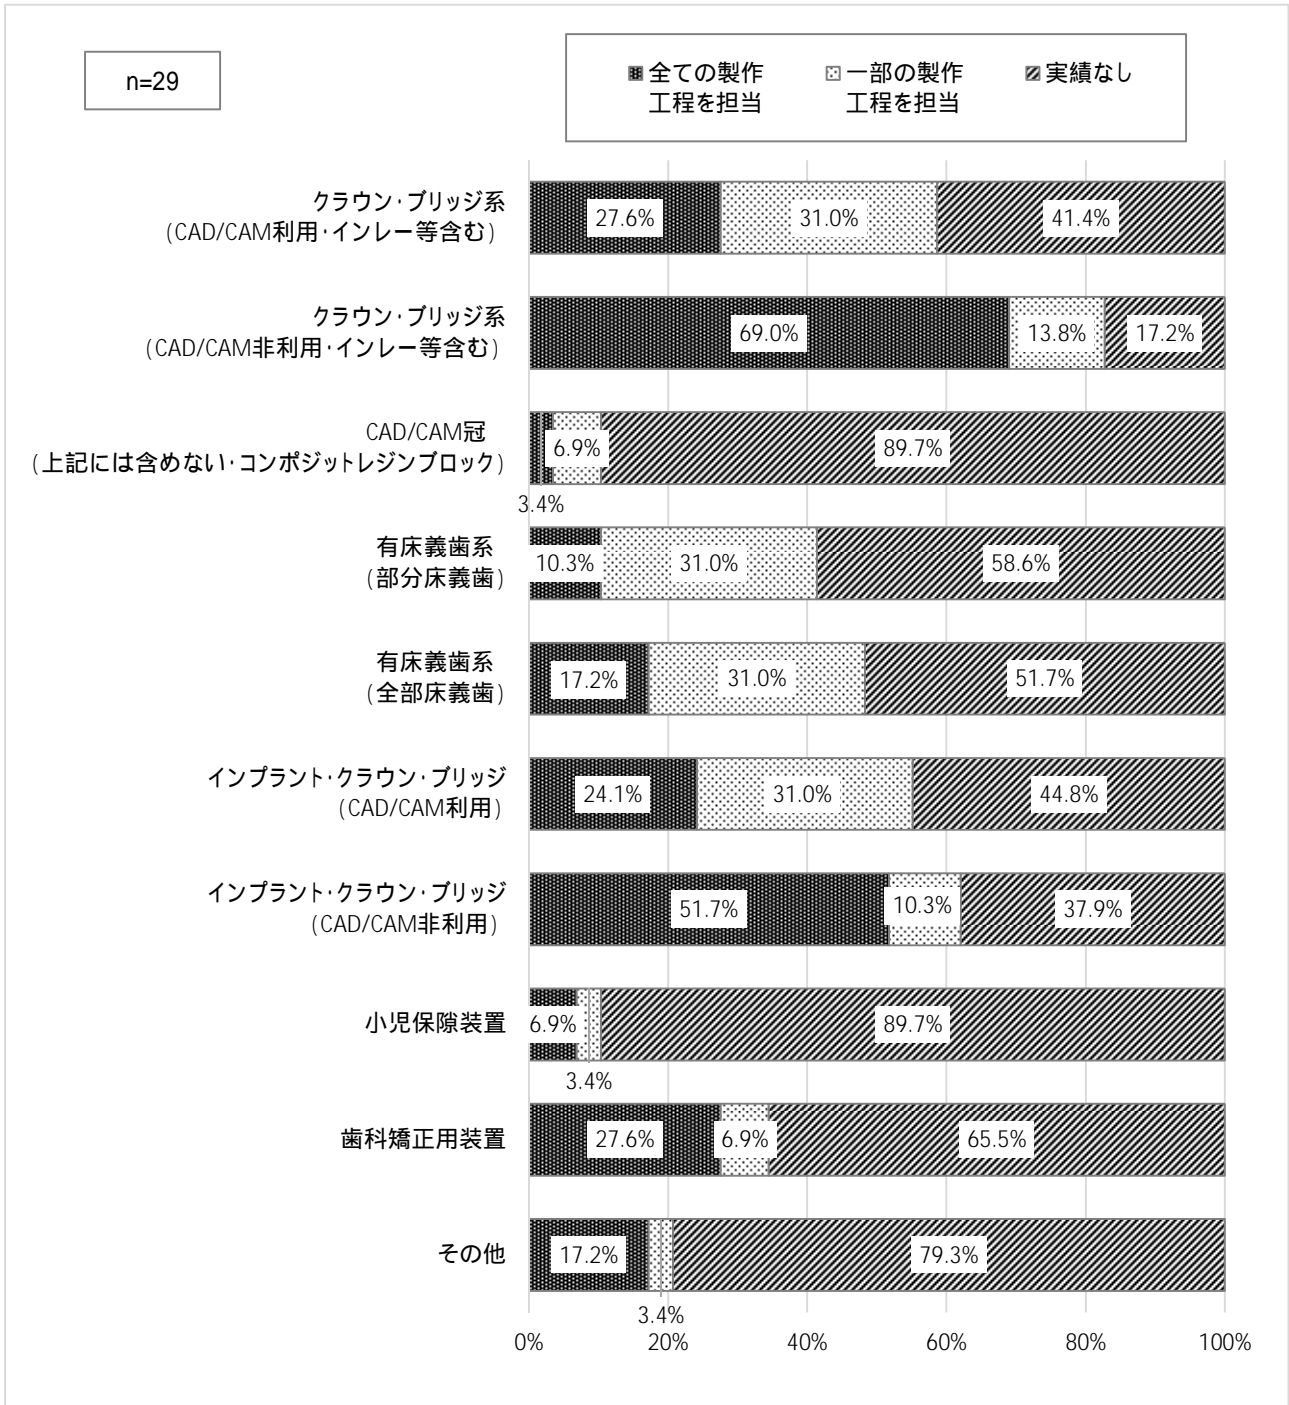 n=29
全ての製作
工程を担当
一部の製作
工程を担当
実績なし
クラウン・ブリッジ系
(CAD/CAM利用・インレー等含む)
27.6%
31.0%
41.4%
クラウン・ブリッジ系
(CAD/CAM非利用・インレー等含む)
69.0%
13.8%
17.2%
CAD/CAM冠
(上記には含めない・コンポジットレジンブロック)
3.4%
6.9%
89.7%
有床義歯系
(部分床義歯)
10.3%
31.0%
58.6%
有床義歯系
(全部床義歯)
17.2%
31.0%
51.7%
インプラント・クラウン・ブリッジ
(CAD/CAM利用)
24.1%
31.0%
44.8%
インプラント・クラウン・ブリッジ
(CAD/CAM非利用)
51.7%
10.3%
37.9%
小児保隙装置
6.9%
3.4%
89.7%
歯科矯正用装置
27.6%
6.9%
65.5%
その他
17.2%
3.4%
79.3%
0%
20%
40%
60%
80%
100%